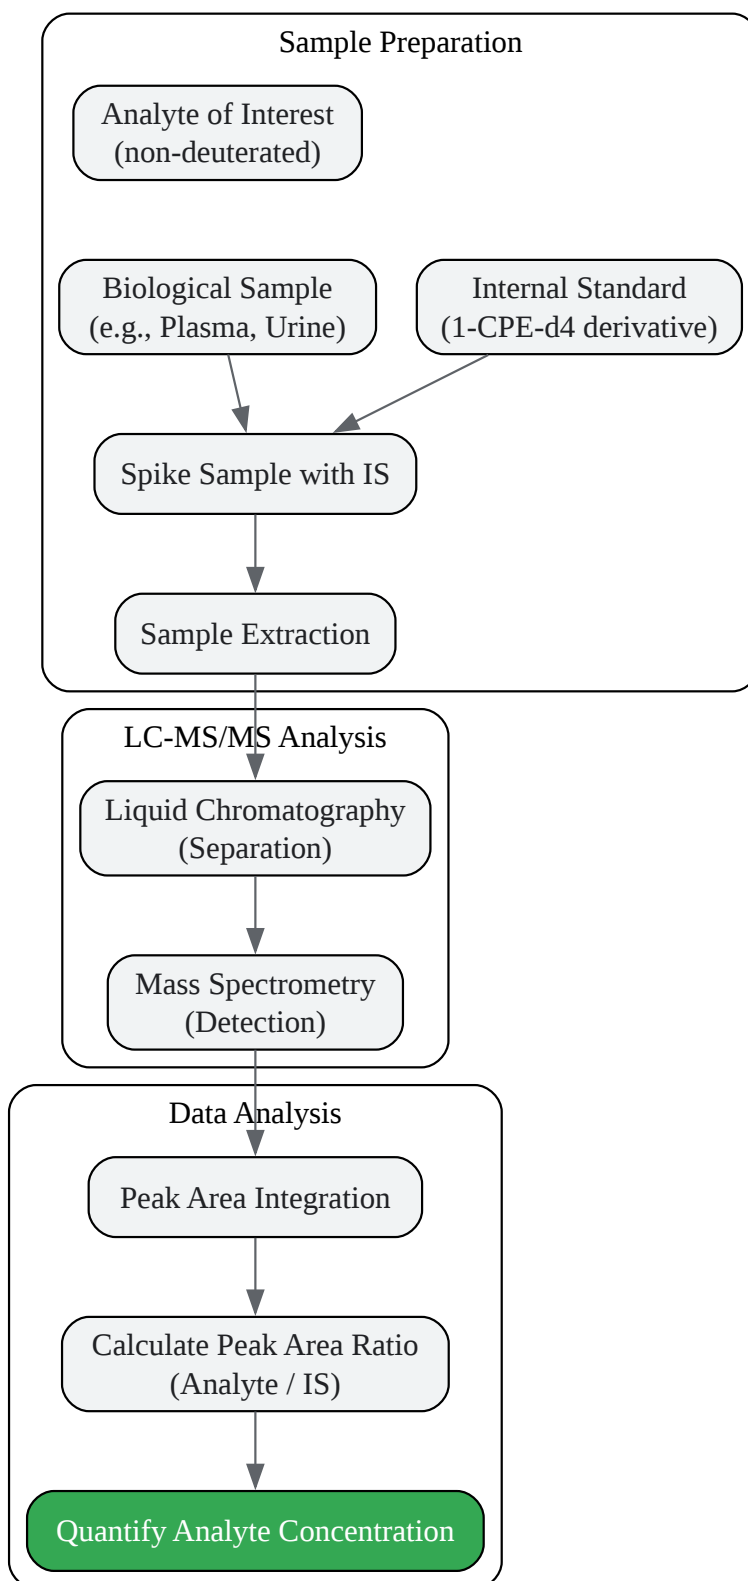 Sample Preparation
Analyte of Interest
(non-deuterated)
Biological Sample
(e.g., Plasma, Urine)
Internal Standard
(1-CPE-d4 derivative)
Spike Sample with IS
Sample Extraction
LC-MS/MS Analysis
Liquid Chromatography
(Separation)
Mass Spectrometry
(Detection)
Data Analysis
Peak Area Integration
Calculate Peak Area Ratio
(Analyte / IS)
Quantify Analyte Concentration